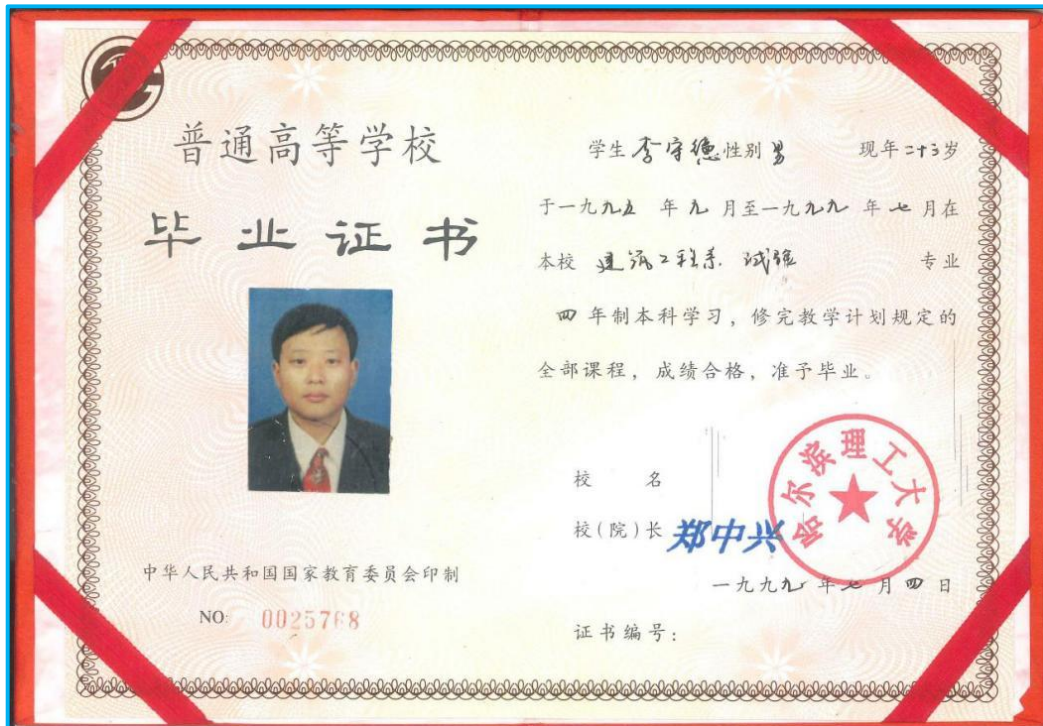 普通高等学校
毕业证书
中华人民共和国国家教育委员会印制
NO: 0025768
学生 李守德 性别 男 现年二十三岁
于一九九五 年 九 月至一九九九 年 七 月在
本校 建筑工程系 专业
四 年制本科学习，修完教学计划规定的
全部课程，成绩合格，准予毕业。
校 名
哈尔滨理工大学
校(院)长 郑中兴
一九九九 年 七 月 四 日
证书编号：